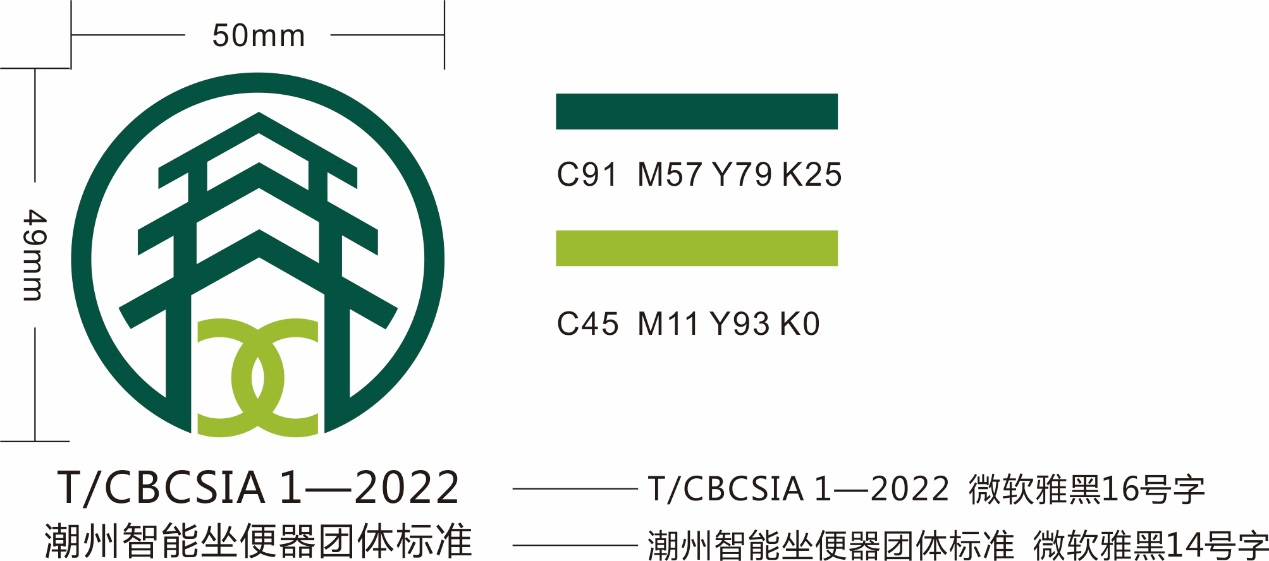 50mm
49mm
C91 M57 Y79 K25
C45 M11 Y93 K0
T/CBCSIA 1—2022
潮州智能坐便器团体标准
T/CBCSIA 1—2022 微软雅黑16号字
潮州智能坐便器团体标准 微软雅黑14号字